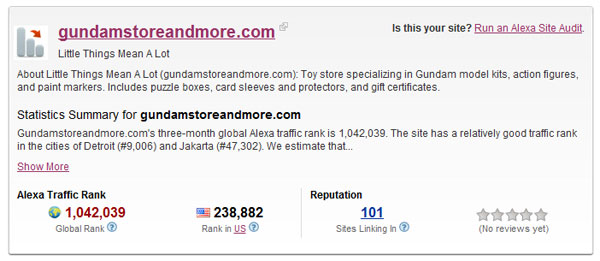 gundamstoreandmore.com
Is this your site? Run an Alexa Site Audit.
Little Things Mean A Lot
About Little Things Mean A Lot (gundamstoreandmore.com): Toy store specializing in Gundam model kits, action figures,
and paint markers. Includes puzzle boxes, card sleeves and protectors, and gift certificates.
Statistics Summary for gundamstoreandmore.com
Gundamstoreandmore.com's three-month global Alexa traffic rank is 1,042,039. The site has a relatively good traffic rank
in the cities of Detroit (#9,006) and Jakarta (#47,302). We estimate that...
Show More
Alexa Traffic Rank
1,042,039
Global Rank ?
238,882
Rank in US ?
Reputation
101
Sites Linking In ?
(No reviews yet)